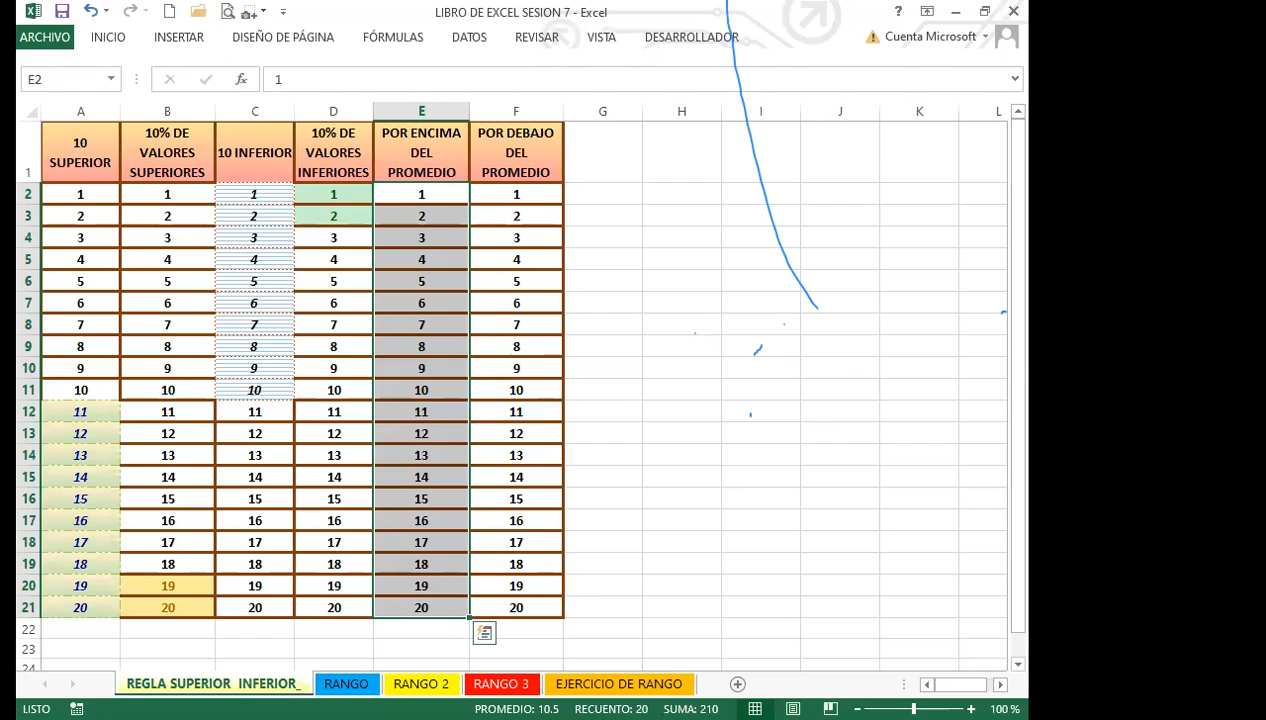 LIBRO DE EXCEL SESION 7 - Excel
ARCHIVO INICIO INSERTAR DISEÑO DE PÁGINA FÓRMULAS DATOS REVISAR VISTA DESARROLLADOR Cuenta Microsoft
E2 fx 1
A B C D E F G H I J K L
1 10 SUPERIOR 10% DE VALORES SUPERIORES 10 INFERIOR 10% DE VALORES INFERIORES POR ENCIMA DEL PROMEDIO POR DEBAJO DEL PROMEDIO
2 1 1 1 1 1 1
3 2 2 2 2 2 2
4 3 3 3 3 3 3
5 4 4 4 4 4 4
6 5 5 5 5 5 5
7 6 6 6 6 6 6
8 7 7 7 7 7 7
9 8 8 8 8 8 8
10 9 9 9 9 9 9
11 10 10 10 10 10 10
12 11 11 11 11 11 11
13 12 12 12 12 12 12
14 13 13 13 13 13 13
15 14 14 14 14 14 14
16 15 15 15 15 15 15
17 16 16 16 16 16 16
18 17 17 17 17 17 17
19 18 18 18 18 18 18
20 19 19 19 19 19 19
21 20 20 20 20 20 20
22
23
24
REGLA SUPERIOR INFERIOR_ RANGO RANGO 2 RANGO 3 EJERCICIO DE RANGO
LISTO PROMEDIO: 10.5 RECUENTO: 20 SUMA: 210 100 %